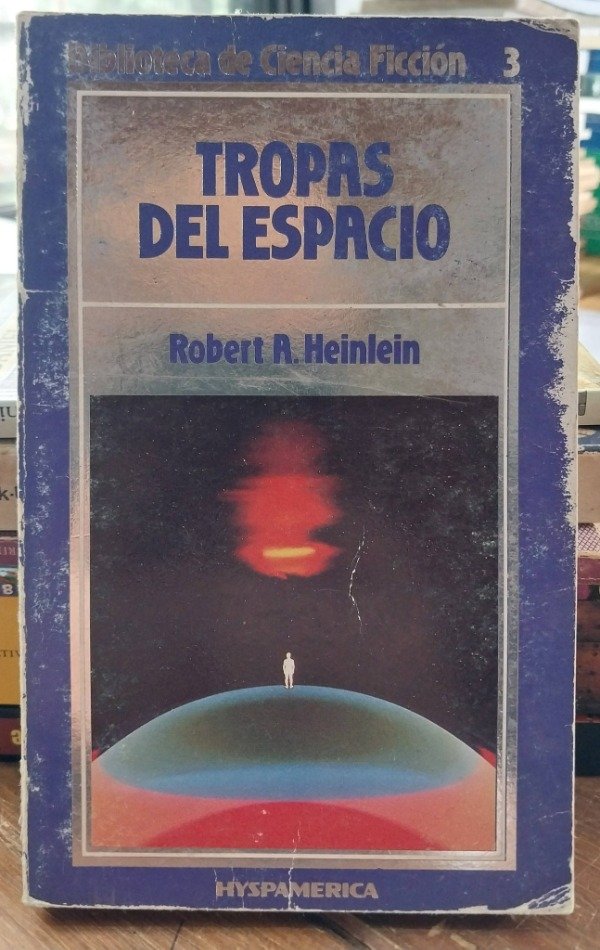 Biblioteca de Ciencia Ficción 3
TROPAS
DEL ESPACIO
Robert A. Heinlein
HYSPAMERICA